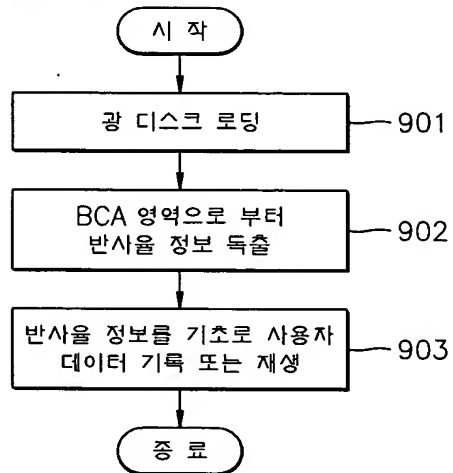 시 작
광 디스크 로딩
901
BCA 영역으로 부터
반사율 정보 독출
902
반사율 정보를 기초로 사용자
데이터 기록 또는 재생
903
종 료